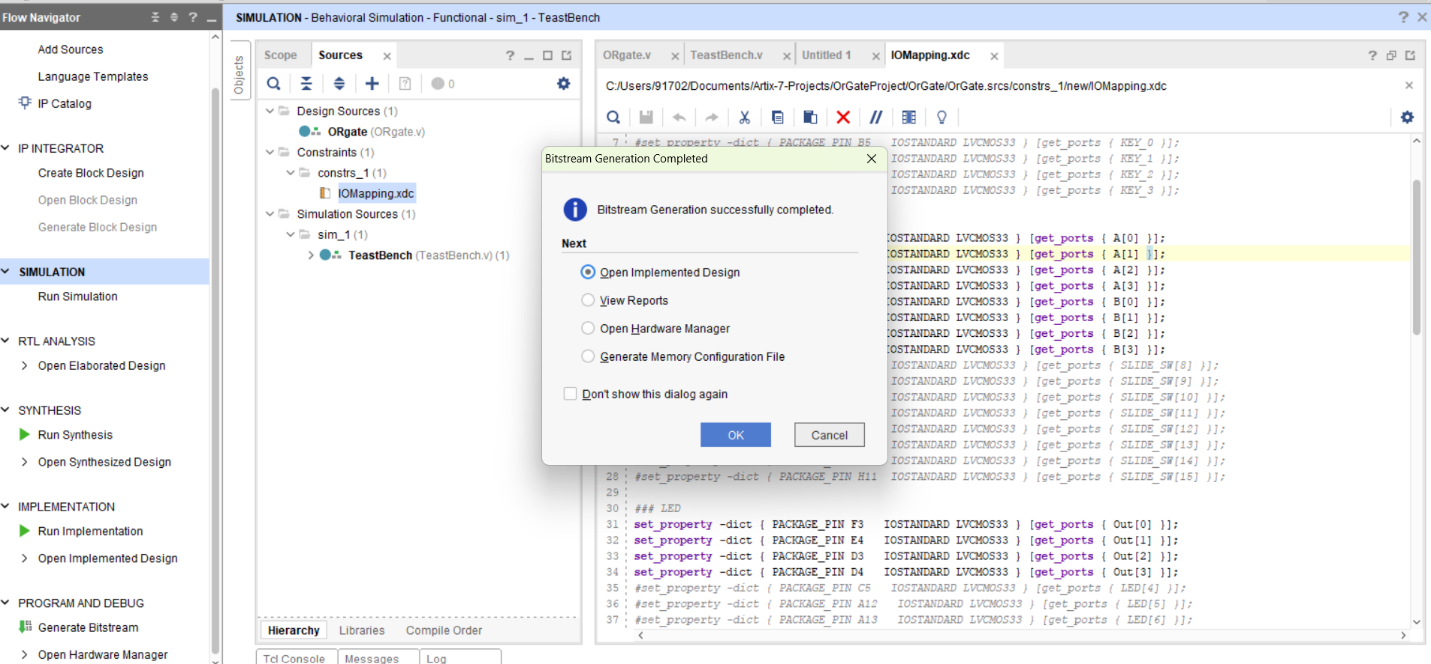 Flow Navigator
Add Sources
Language Templates
IP Catalog
IP INTEGRATOR
Create Block Design
Open Block Design
Generate Block Design
SIMULATION
Run Simulation
RTL ANALYSIS
Open Elaborated Design
SYNTHESIS
Run Synthesis
Open Synthesized Design
IMPLEMENTATION
Run Implementation
Open Implemented Design
PROGRAM AND DEBUG
Generate Bitstream
Open Hardware Manager
SIMULATION - Behavioral Simulation - Functional - sim_1 - TeastBench
Objects
Scope Sources
0
Design Sources (1)
ORgate (ORgate.v)
Constraints (1)
constrs_1 (1)
IOMapping.xdc
Simulation Sources (1)
sim_1 (1)
TeastBench (TeastBench.v) (1)
Hierarchy Libraries Compile Order
Tcl Console Messages Log
ORgate.v TeastBench.v Untitled 1 IOMapping.xdc
C:/Users/91702/Documents/Artix-7-Projects/OrGateProject/OrGate/OrGate.srcs/constrs_1/new/IOMapping.xdc
7 #set_property -dict { PACKAGE_PIN B5 IOSTANDARD LVCMOS33 } [get_ports { KEY_0 }];
IOSTANDARD LVCMOS33 } [get_ports { KEY_1 }];
IOSTANDARD LVCMOS33 } [get_ports { KEY_2 }];
IOSTANDARD LVCMOS33 } [get_ports { KEY_3 }];
IOSTANDARD LVCMOS33 } [get_ports { A[0] }];
IOSTANDARD LVCMOS33 } [get_ports { A[1] }];
IOSTANDARD LVCMOS33 } [get_ports { A[2] }];
IOSTANDARD LVCMOS33 } [get_ports { A[3] }];
IOSTANDARD LVCMOS33 } [get_ports { B[0] }];
IOSTANDARD LVCMOS33 } [get_ports { B[1] }];
IOSTANDARD LVCMOS33 } [get_ports { B[2] }];
IOSTANDARD LVCMOS33 } [get_ports { B[3] }];
IOSTANDARD LVCMOS33 } [get_ports { SLIDE_SW[8] }];
IOSTANDARD LVCMOS33 } [get_ports { SLIDE_SW[9] }];
IOSTANDARD LVCMOS33 } [get_ports { SLIDE_SW[10] }];
IOSTANDARD LVCMOS33 } [get_ports { SLIDE_SW[11] }];
IOSTANDARD LVCMOS33 } [get_ports { SLIDE_SW[12] }];
IOSTANDARD LVCMOS33 } [get_ports { SLIDE_SW[13] }];
IOSTANDARD LVCMOS33 } [get_ports { SLIDE_SW[14] }];
28 #set_property -dict { PACKAGE_PIN H11 IOSTANDARD LVCMOS33 } [get_ports { SLIDE_SW[15] }];
29
30 ### LED
31 set_property -dict { PACKAGE_PIN F3 IOSTANDARD LVCMOS33 } [get_ports { Out[0] }];
32 set_property -dict { PACKAGE_PIN E4 IOSTANDARD LVCMOS33 } [get_ports { Out[1] }];
33 set_property -dict { PACKAGE_PIN D3 IOSTANDARD LVCMOS33 } [get_ports { Out[2] }];
34 set_property -dict { PACKAGE_PIN D4 IOSTANDARD LVCMOS33 } [get_ports { Out[3] }];
35 #set_property -dict { PACKAGE_PIN C5 IOSTANDARD LVCMOS33 } [get_ports { LED[4] }];
36 #set_property -dict { PACKAGE_PIN A12 IOSTANDARD LVCMOS33 } [get_ports { LED[5] }];
37 #set_property -dict { PACKAGE_PIN A13 IOSTANDARD LVCMOS33 } [get_ports { LED[6] }];
Bitstream Generation Completed
Bitstream Generation successfully completed.
Next
Open Implemented Design
View Reports
Open Hardware Manager
Generate Memory Configuration File
Don't show this dialog again
OK Cancel